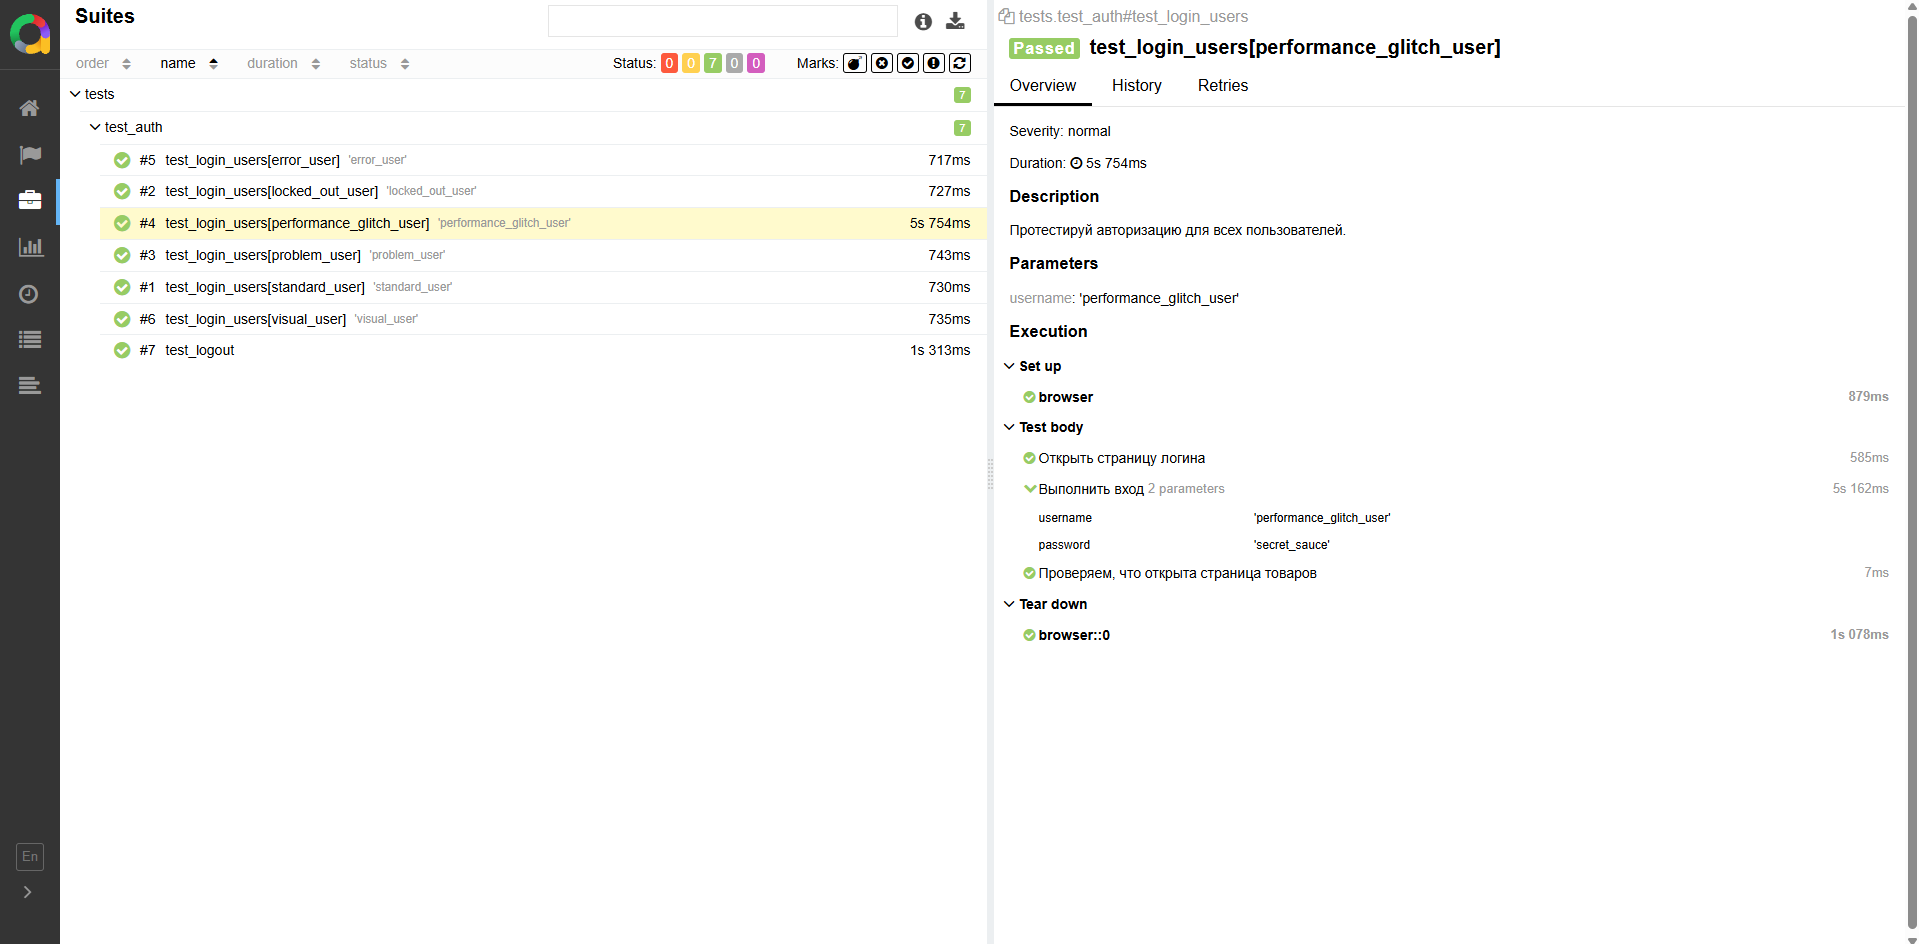 Suites
order name duration status Status: 0 0 7 0 0 Marks:
tests 7
test_auth 7
#5 test_login_users[error_user] 'error_user' 717ms
#2 test_login_users[locked_out_user] 'locked_out_user' 727ms
#4 test_login_users[performance_glitch_user] 'performance_glitch_user' 5s 754ms
#3 test_login_users[problem_user] 'problem_user' 743ms
#1 test_login_users[standard_user] 'standard_user' 730ms
#6 test_login_users[visual_user] 'visual_user' 735ms
#7 test_logout 1s 313ms
En
tests.test_auth#test_login_users
Passed test_login_users[performance_glitch_user]
Overview History Retries
Severity: normal
Duration: 5s 754ms
Description
Протестируй авторизацию для всех пользователей.
Parameters
username: 'performance_glitch_user'
Execution
Set up
browser 879ms
Test body
Открыть страницу логина 585ms
Выполнить вход 2 parameters 5s 162ms
username 'performance_glitch_user'
password 'secret_sauce'
Проверяем, что открыта страница товаров 7ms
Tear down
browser::0 1s 078ms